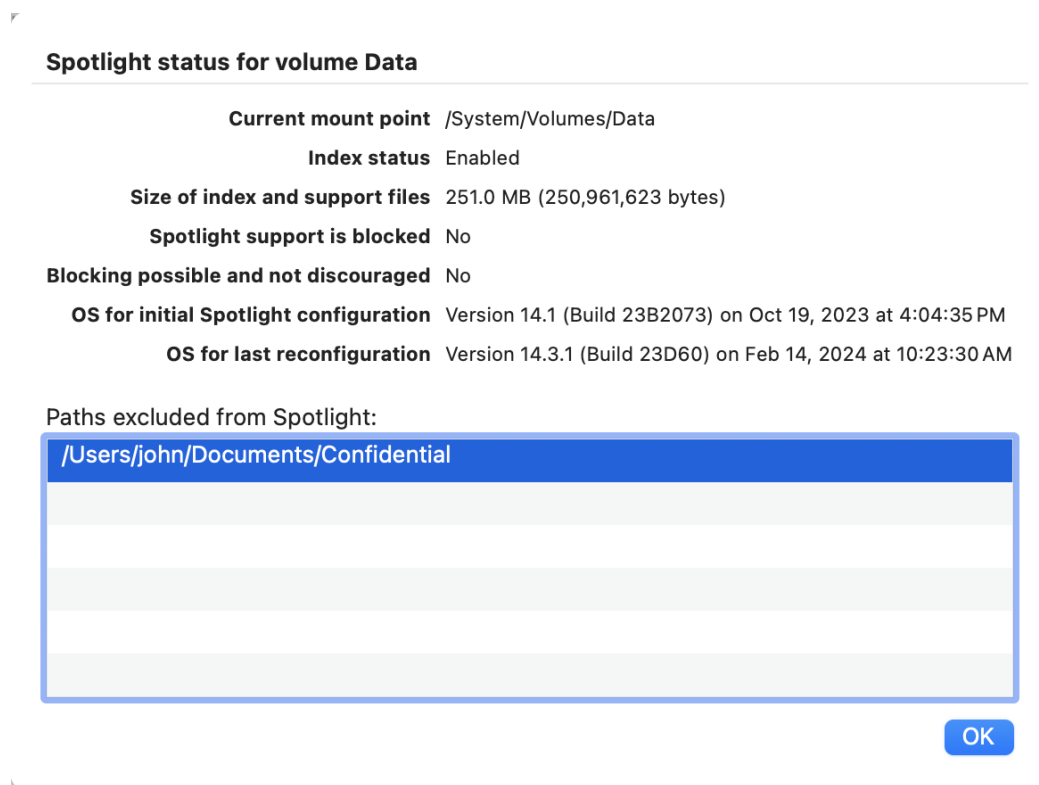 Spotlight status for volume Data
Current mount point /System/Volumes/Data
Index status Enabled
Size of index and support files 251.0 MB (250,961,623 bytes)
Spotlight support is blocked No
Blocking possible and not discouraged No
OS for initial Spotlight configuration Version 14.1 (Build 23B2073) on Oct 19, 2023 at 4:04:35 PM
OS for last reconfiguration Version 14.3.1 (Build 23D60) on Feb 14, 2024 at 10:23:30 AM
Paths excluded from Spotlight:
/Users/john/Documents/Confidential
OK